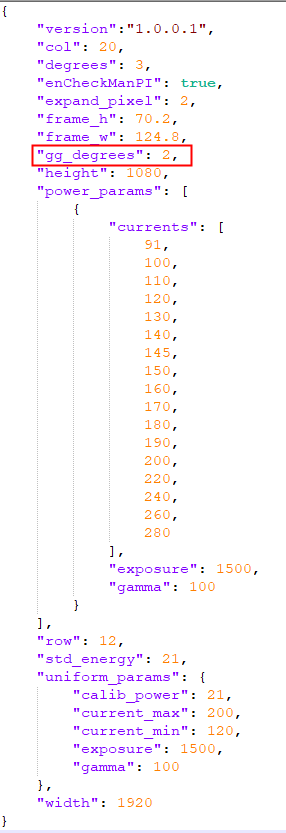 {
"version":"1.0.0.1",
"col": 20,
"degrees": 3,
"enCheckManPI": true,
"expand_pixel": 2,
"frame_h": 70.2,
"frame_w": 124.8,
"gg_degrees": 2,
"height": 1080,
"power_params": [
{
"currents": [
91,
100,
110,
120,
130,
140,
145,
150,
160,
170,
180,
190,
200,
220,
240,
260,
280
],
"exposure": 1500,
"gamma": 100
}
],
"row": 12,
"std_energy": 21,
"uniform_params": {
"calib_power": 21,
"current_max": 200,
"current_min": 120,
"exposure": 1500,
"gamma": 100
},
"width": 1920
}